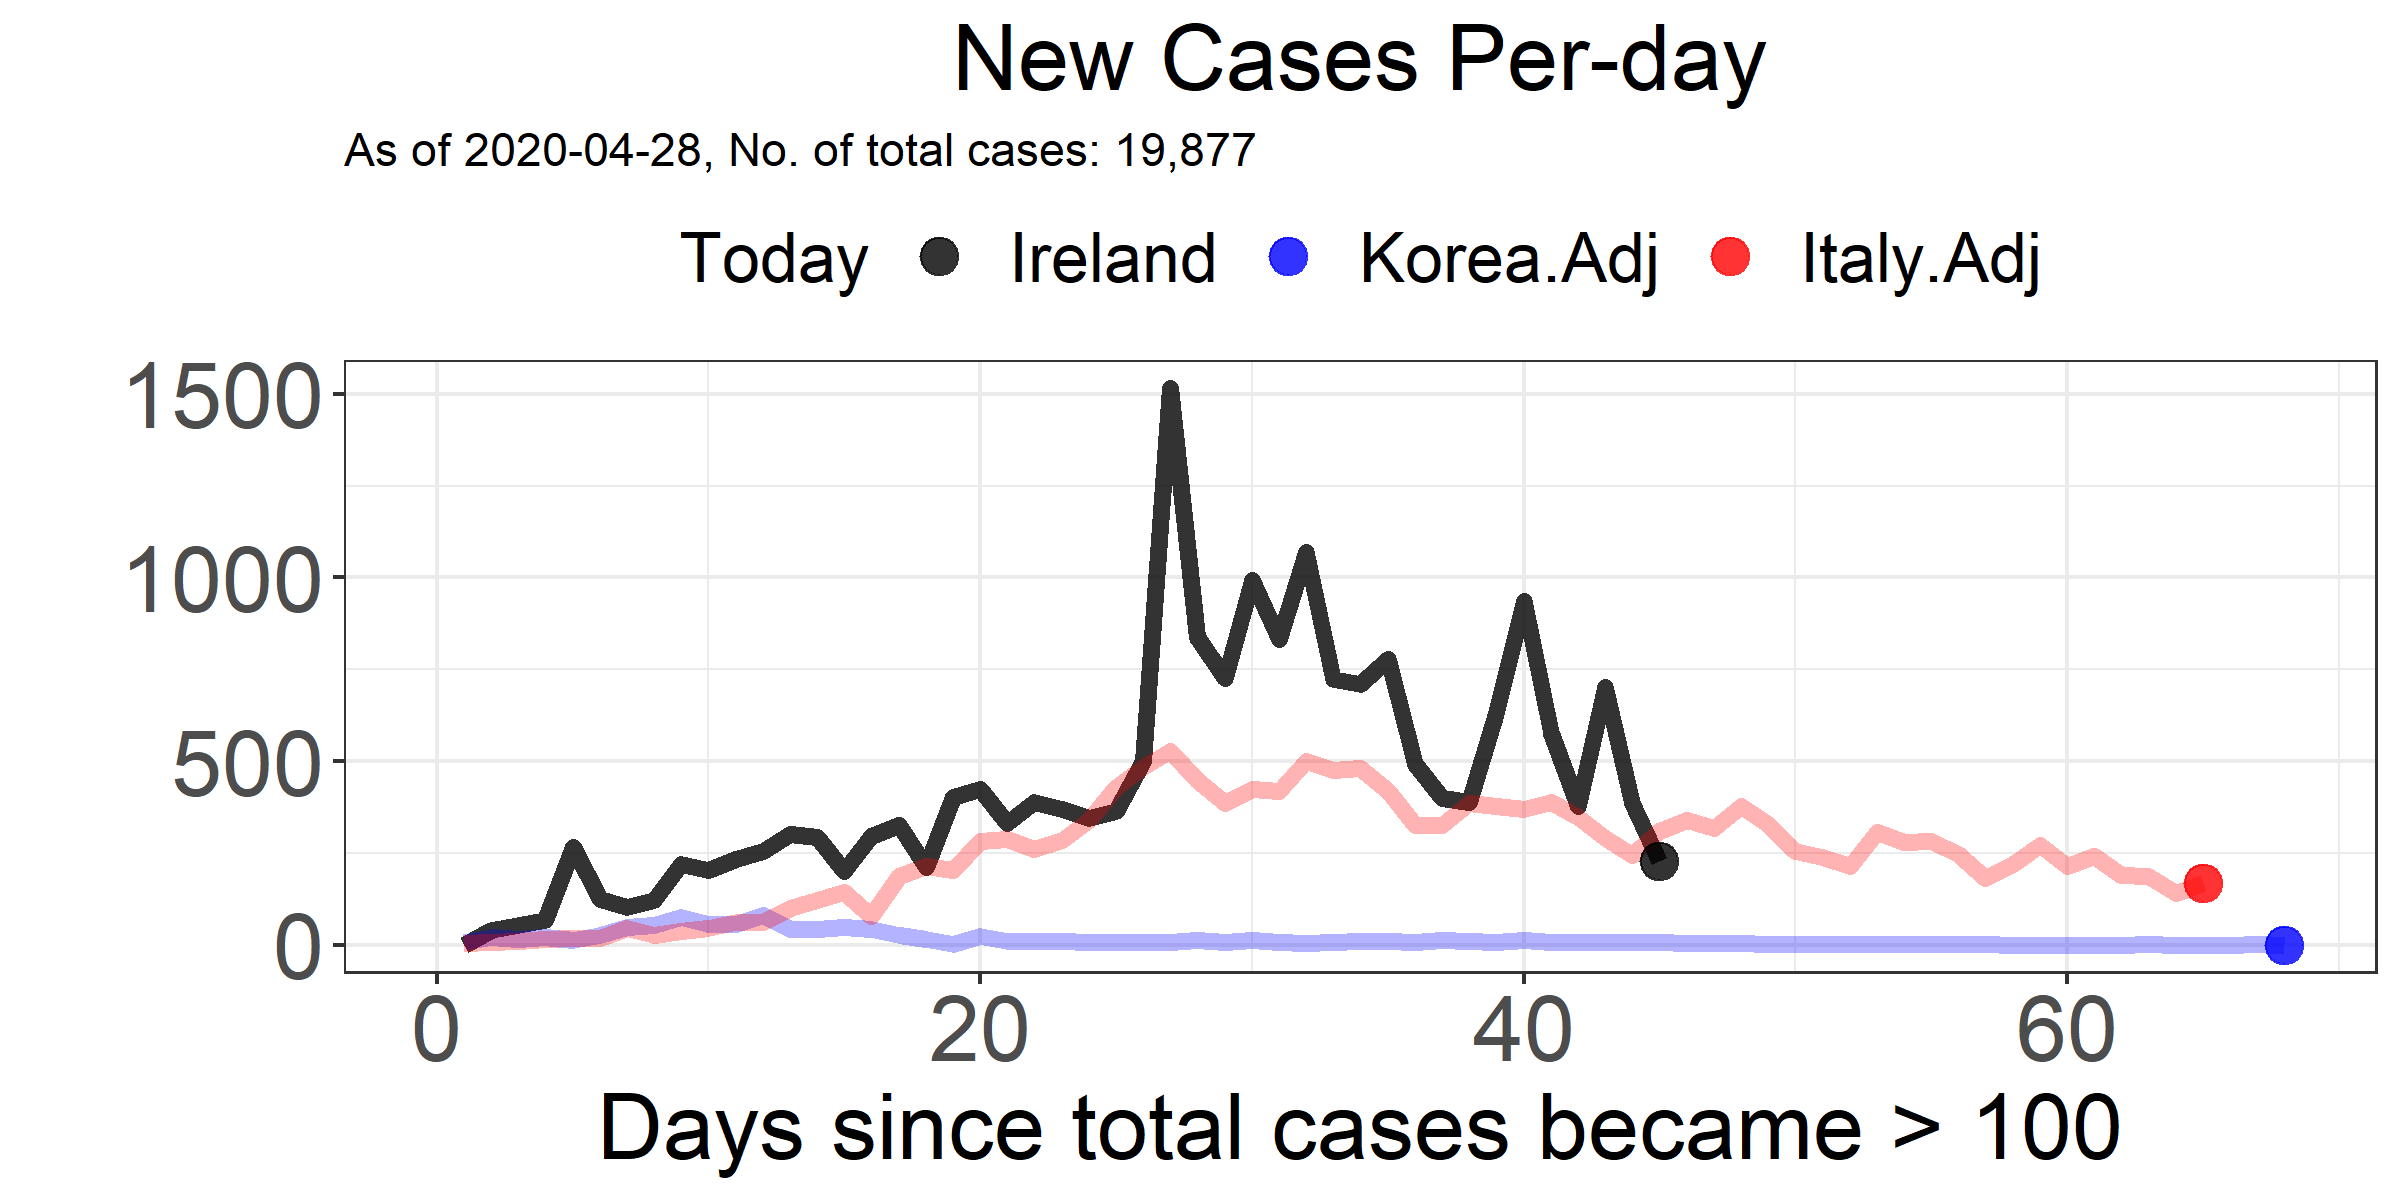 New Cases Per-day
As of 2020-04-28, No. of total cases: 19,877
Today Ireland Korea.Adj Italy.Adj
1500
1000
500
0
0 20 40 60
Days since total cases became > 100